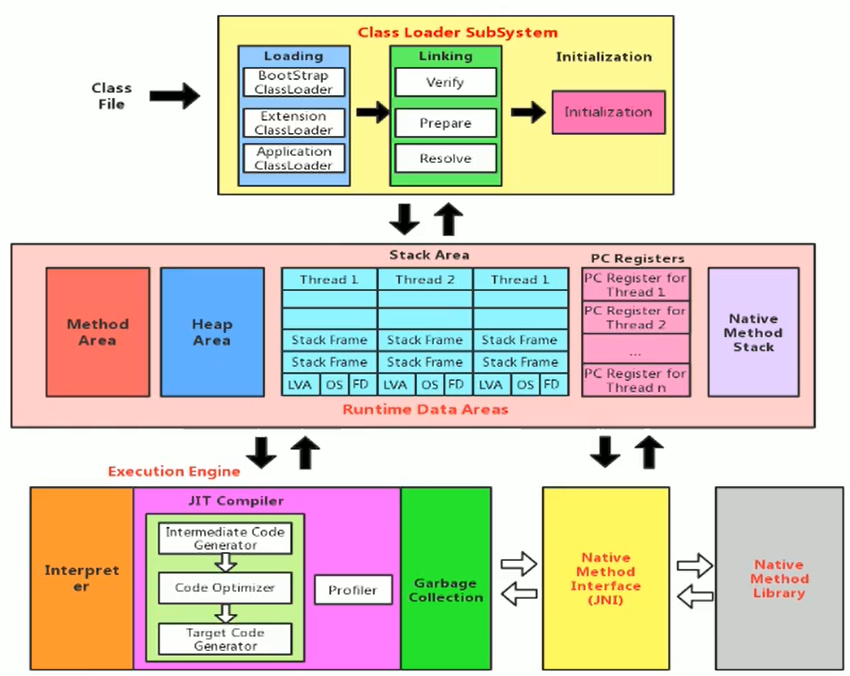 Class Loader SubSystem
Class
File
Loading
BootStrap
ClassLoader
Extension
ClassLoader
Application
ClassLoader
Linking
Verify
Prepare
Resolve
Initialization
Initialization
Method
Area
Heap
Area
Stack Area
Thread 1
Thread 2
Thread 1
Stack Frame
Stack Frame
Stack Frame
Stack Frame
Stack Frame
Stack Frame
LVA
OS
FD
LVA
OS
FD
LVA
OS
FD
PC Registers
PC Register for
Thread 1
PC Register for
Thread 2
...
PC Register for
Thread n
Native
Method
Stack
Runtime Data Areas
Execution Engine
Interpret
er
JIT Compiler
Intermediate Code
Generator
Code Optimizer
Target Code
Generator
Profiler
Garbage
Collection
Native
Method
Interface
(JNI)
Native
Method
Library